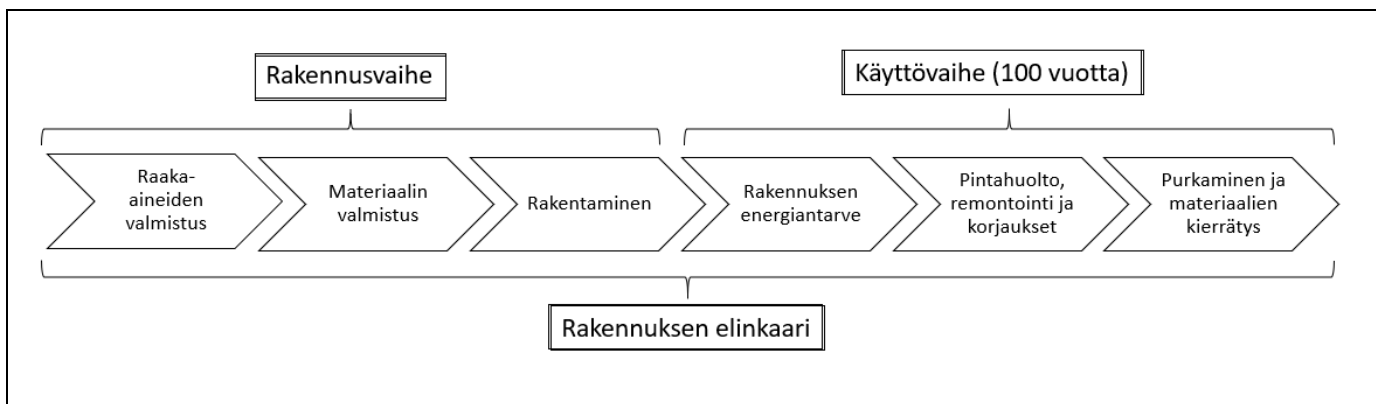 Rakennusvaihe
Käyttövaihe (100 vuotta)
Raaka-
aineiden
valmistus
Materiaalin
valmistus
Rakentaminen
Rakennuksen
energiantarve
Pintahuolto,
remontointi ja
korjaukset
Purkaminen ja
materiaalien
kierrätys
Rakennuksen elinkaari